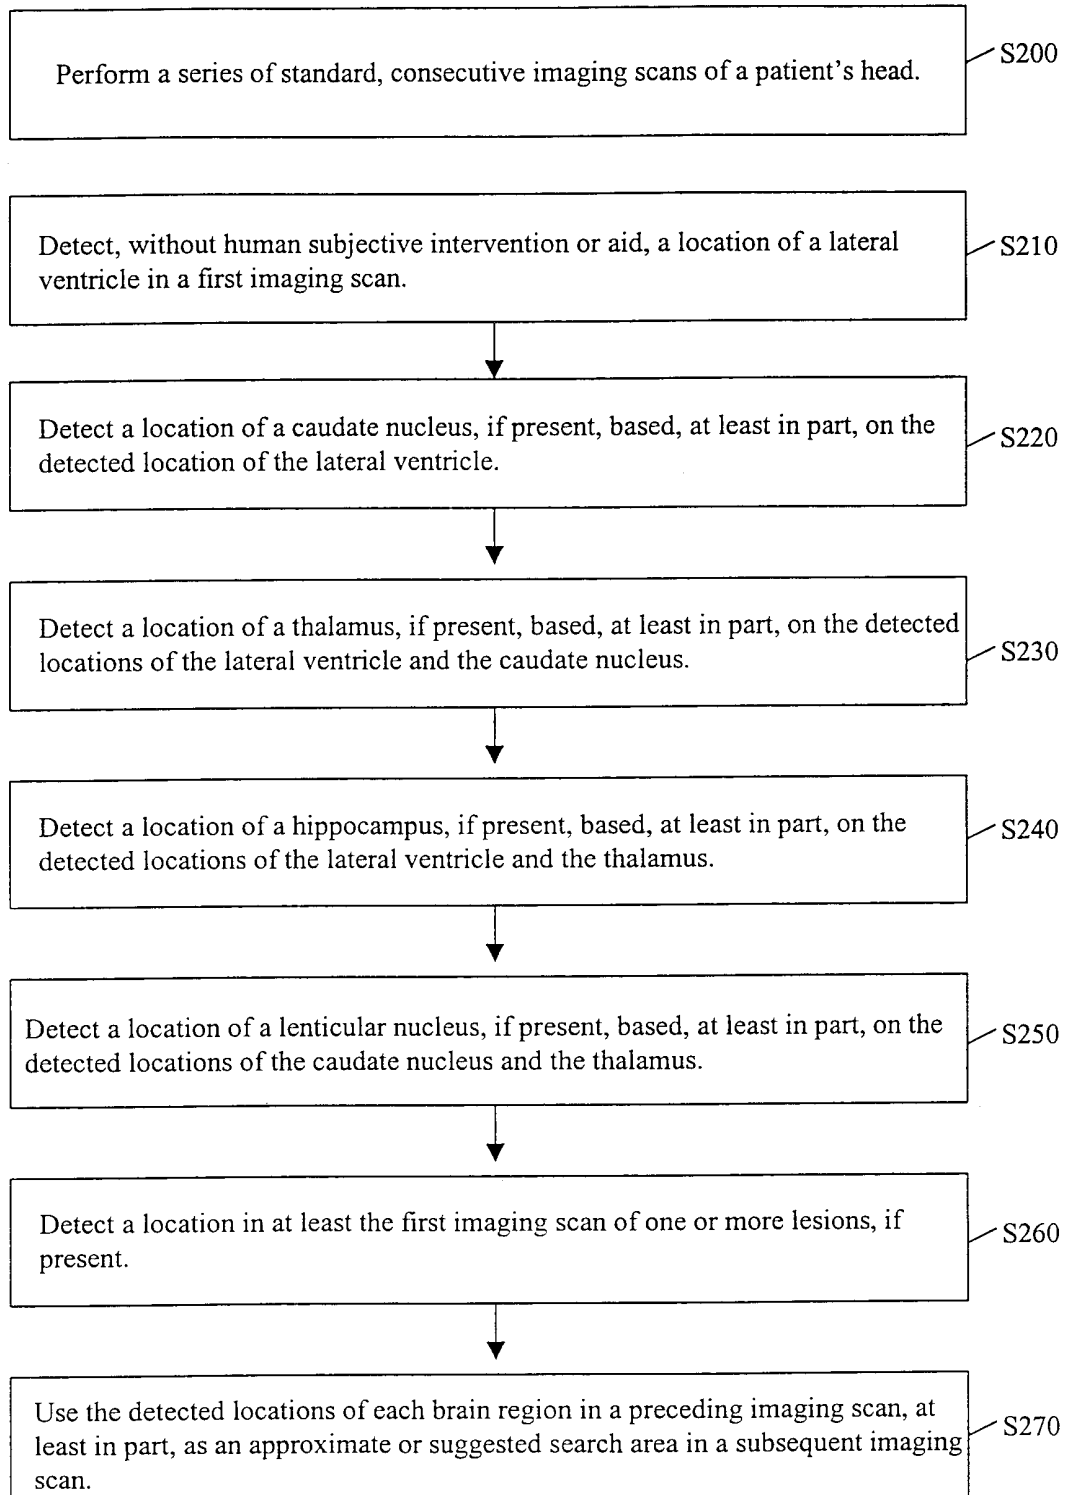 Perform a series of standard, consecutive imaging scans of a patient's head.
S200
Detect, without human subjective intervention or aid, a location of a lateral
ventricle in a first imaging scan.
S210
Detect a location of a caudate nucleus, if present, based, at least in part, on the
detected location of the lateral ventricle.
S220
Detect a location of a thalamus, if present, based, at least in part, on the detected
locations of the lateral ventricle and the caudate nucleus.
S230
Detect a location of a hippocampus, if present, based, at least in part, on the
detected locations of the lateral ventricle and the thalamus.
S240
Detect a location of a lenticular nucleus, if present, based, at least in part, on the
detected locations of the caudate nucleus and the thalamus.
S250
Detect a location in at least the first imaging scan of one or more lesions, if
present.
S260
Use the detected locations of each brain region in a preceding imaging scan, at
least in part, as an approximate or suggested search area in a subsequent imaging
scan.
S270